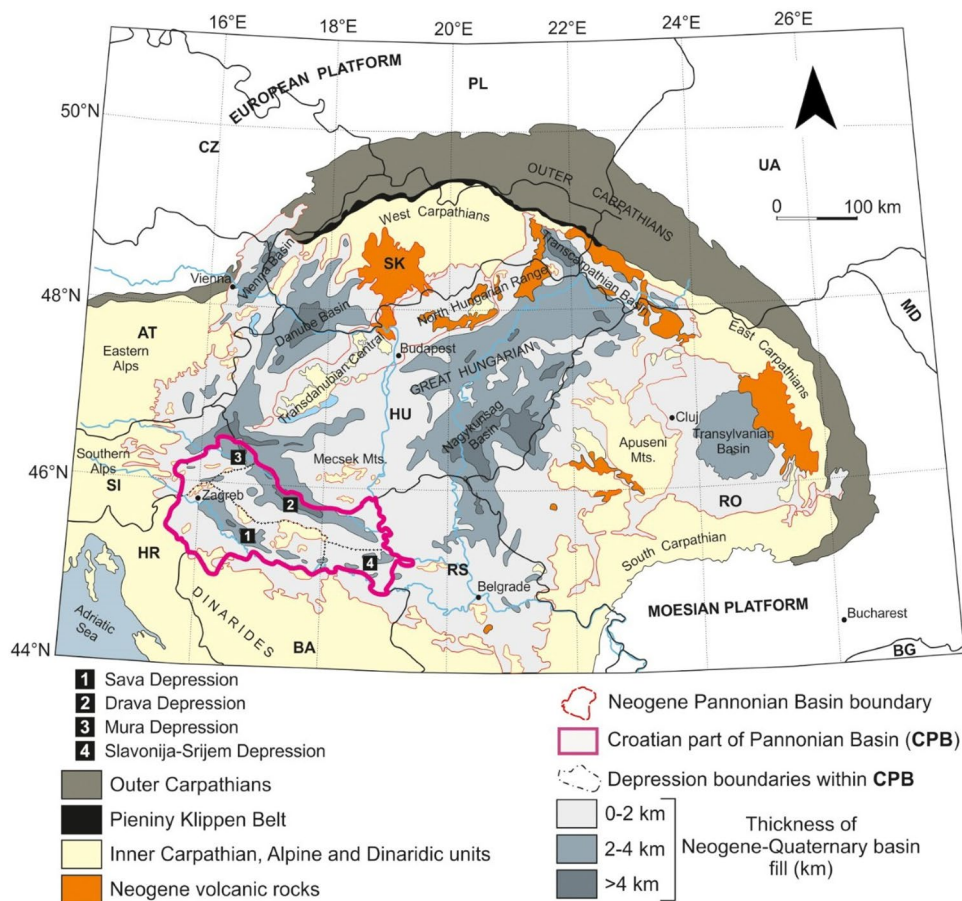 16°E 18°E 20°E 22°E 24°E 26°E
EUROPEAN PLATFORM
PL
50°N
CZ
UA
OUTER CARPATHIANS
0 100 km
West Carpathians
SK
Vienna
Vienna Basin
Transcarpathian Basin
North Hungarian Range
48°N
Danube Basin
MD
AT
Eastern Alps
East Carpathians
Budapest
Transdanubian Central
GREAT HUNGARIAN
HU
Nagykunsag Basin
Cluj
Transylvanian Basin
Apuseni Mts.
Mecsek Mts.
Southern Alps
3
46°N
SI
Zagreb
2
RO
1
4
HR
RS
South Carpathian
Belgrade
Adriatic Sea
DINARIDES
MOESIAN PLATFORM
Bucharest
BA
44°N
BG
16°E 18°E 20°E 22°E 24°E 26°E
1 Sava Depression
2 Drava Depression
3 Mura Depression
4 Slavonija-Srijem Depression
Outer Carpathians
Pieniny Klippen Belt
Inner Carpathian, Alpine and Dinaridic units
Neogene volcanic rocks
Neogene Pannonian Basin boundary
Croatian part of Pannonian Basin (CPB)
Depression boundaries within CPB
0-2 km
2-4 km
>4 km
Thickness of
Neogene-Quaternary basin
fill (km)